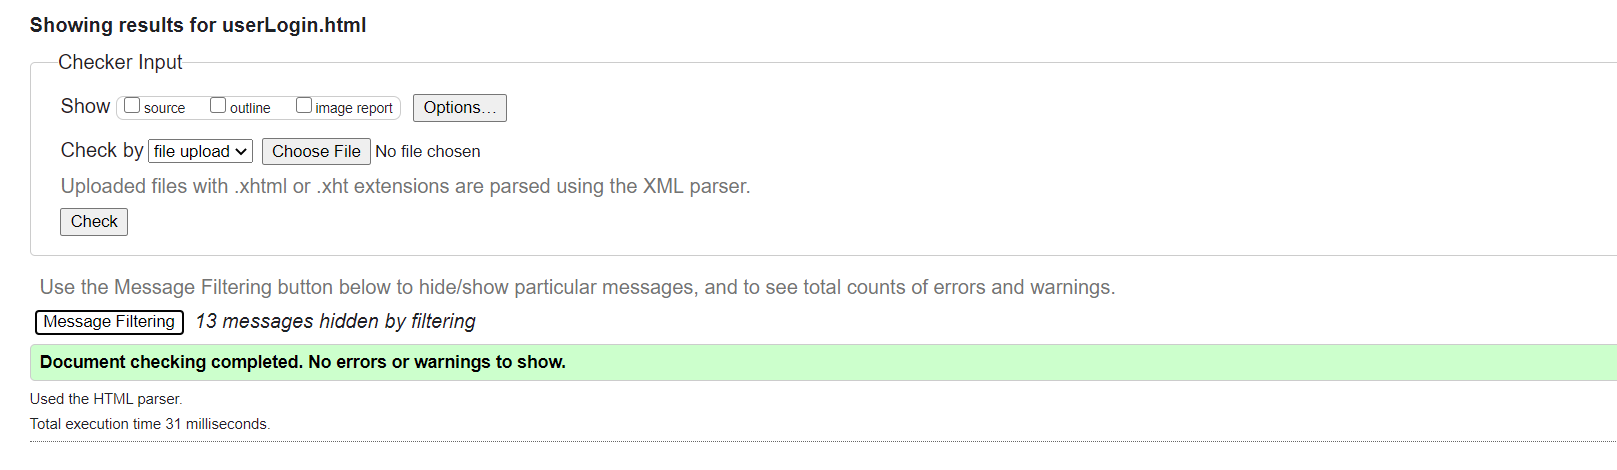 Showing results for userLogin.html
Checker Input
Show source outline image report Options...
Check by file upload Choose File No file chosen
Uploaded files with .xhtml or .xht extensions are parsed using the XML parser.
Check
Use the Message Filtering button below to hide/show particular messages, and to see total counts of errors and warnings.
Message Filtering 13 messages hidden by filtering
Document checking completed. No errors or warnings to show.
Used the HTML parser.
Total execution time 31 milliseconds.